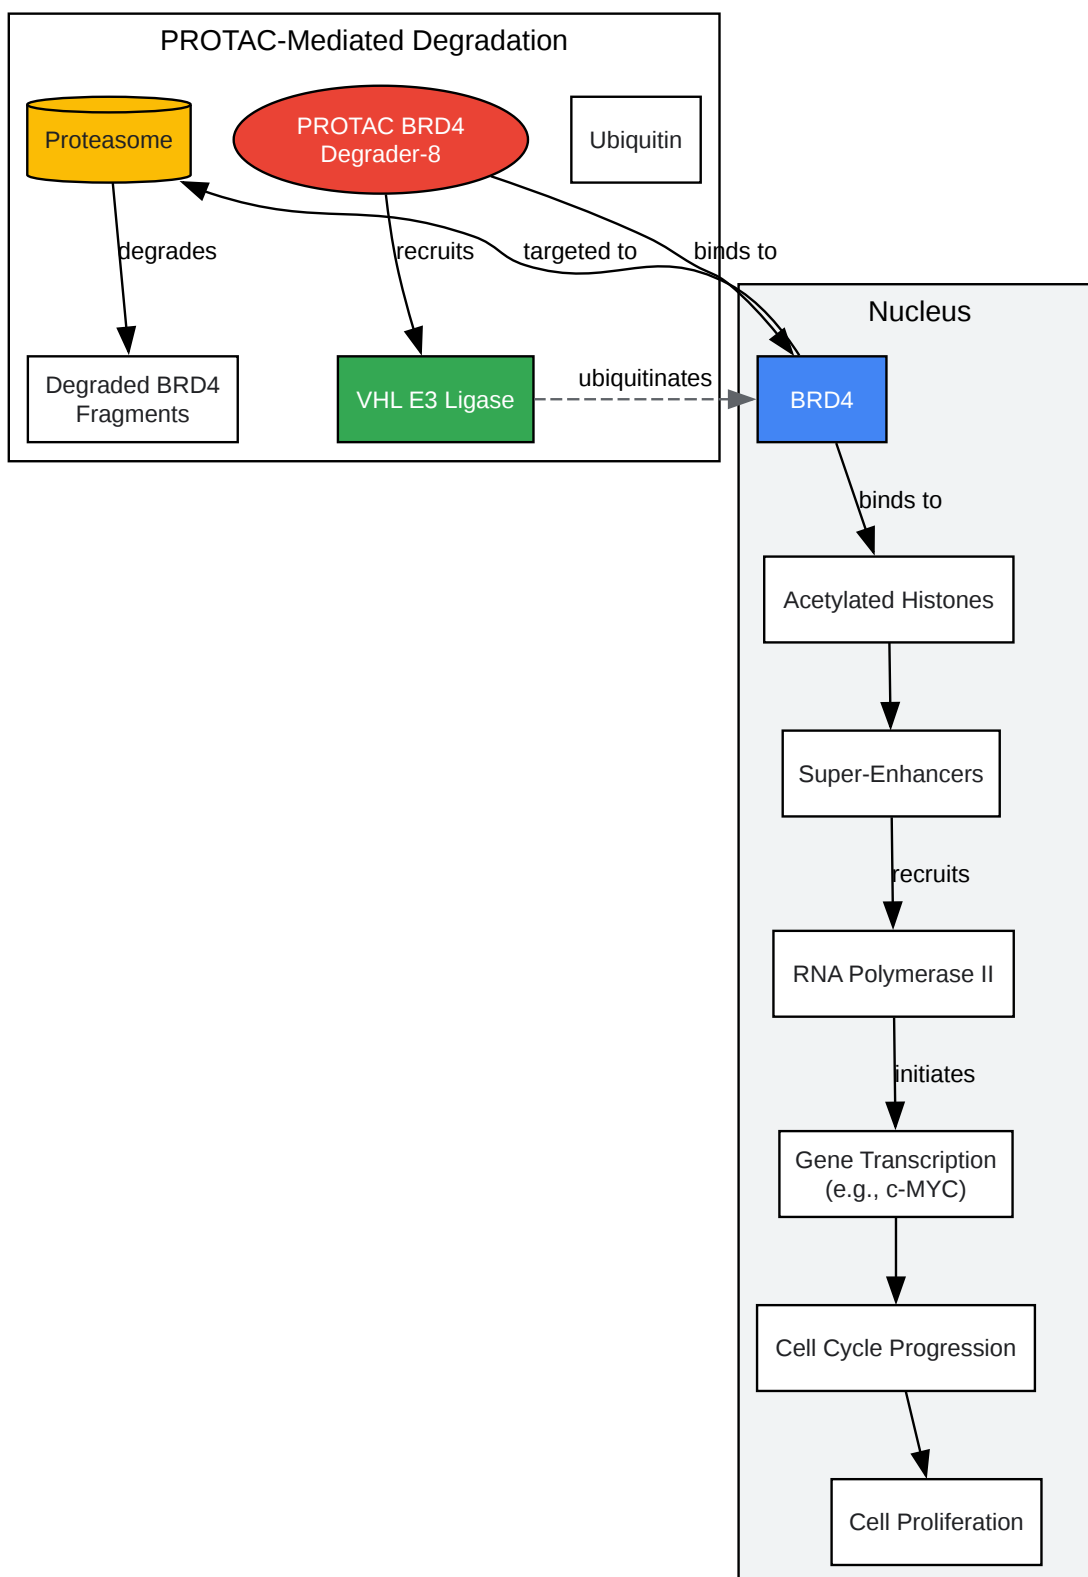 PROTAC-Mediated Degradation
Proteasome
PROTAC BRD4
Degrader-8
Ubiquitin
degrades
recruits
targeted to
binds to
Nucleus
Degraded BRD4
Fragments
VHL E3 Ligase
ubiquitinates
BRD4
binds to
Acetylated Histones
Super-Enhancers
recruits
RNA Polymerase II
initiates
Gene Transcription
(e.g., c-MYC)
Cell Cycle Progression
Cell Proliferation